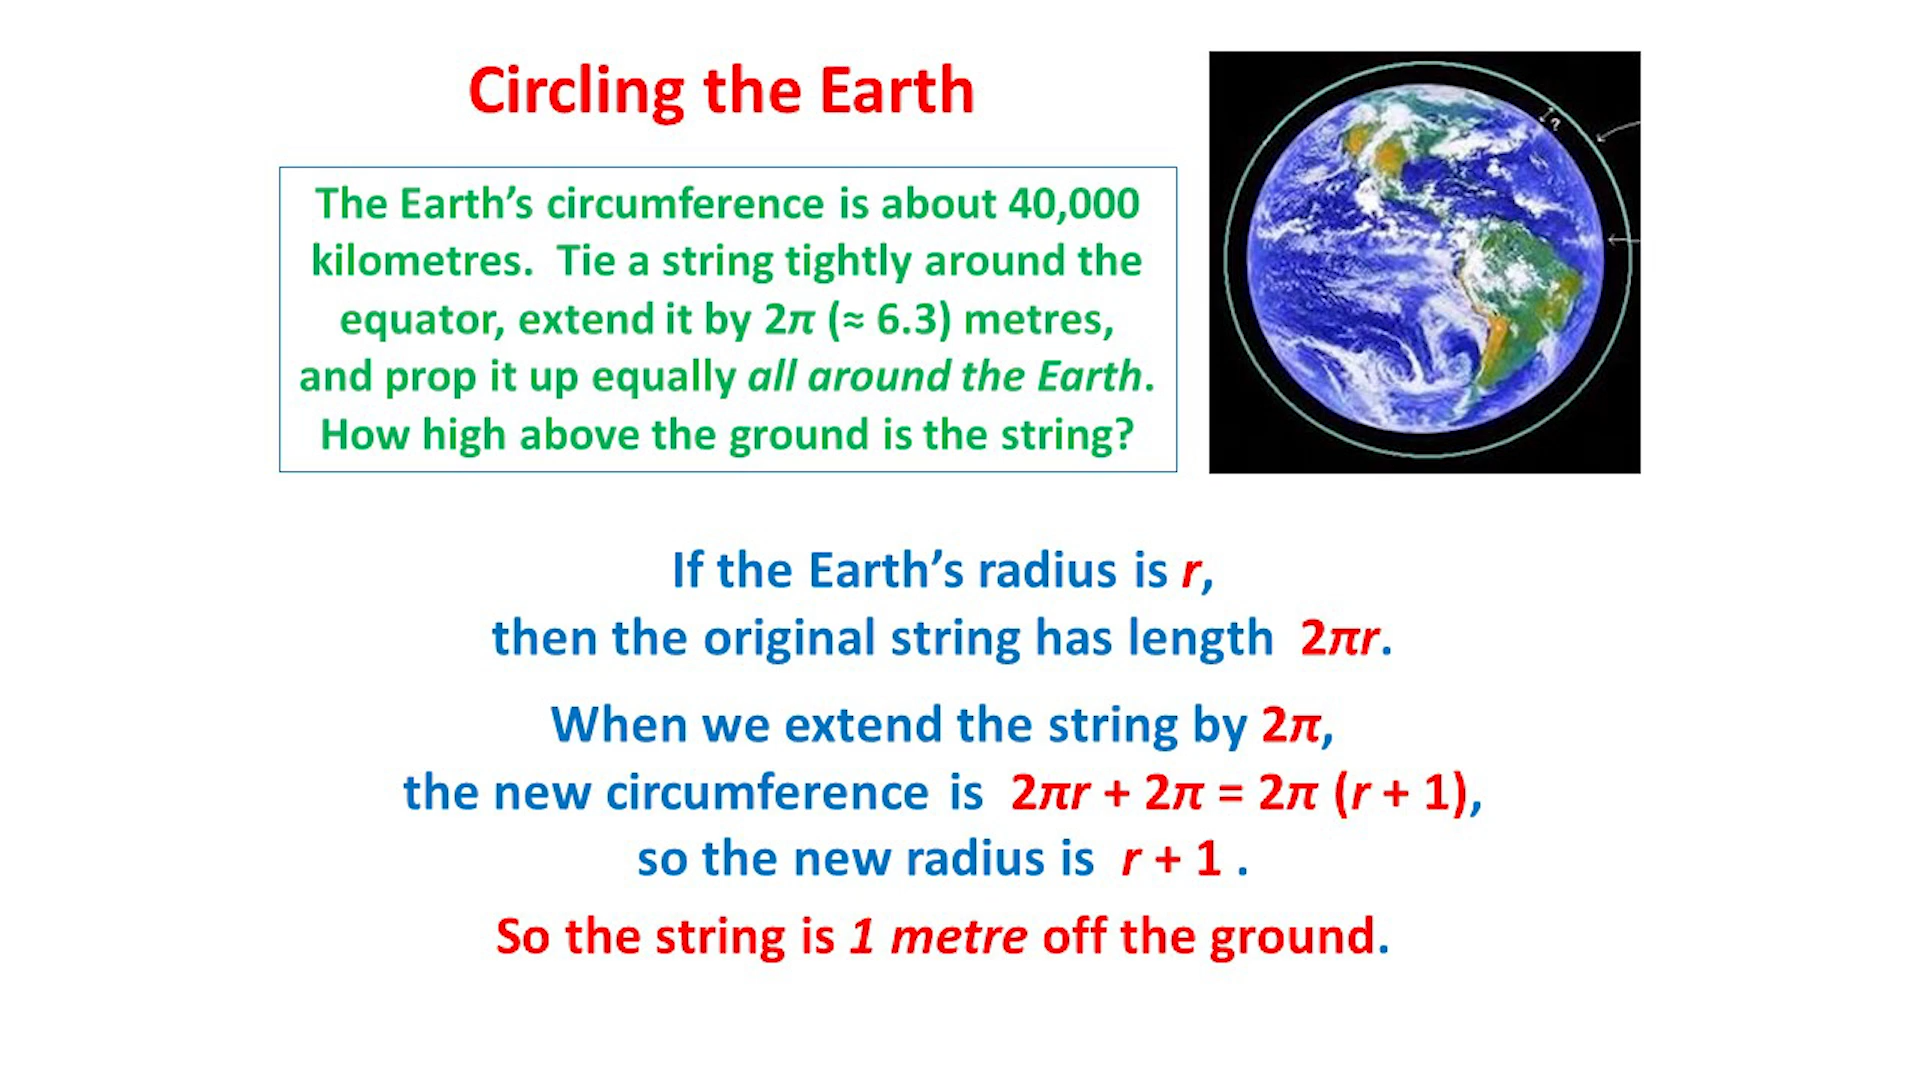 Circling the Earth
The Earth's circumference is about 40,000
kilometres. Tie a string tightly around the
equator, extend it by 2π (≈ 6.3) metres,
and prop it up equally all around the Earth.
How high above the ground is the string?
?
If the Earth's radius is r,
then the original string has length 2πr.
When we extend the string by 2π,
the new circumference is 2πr + 2π = 2π (r + 1),
so the new radius is r + 1 .
So the string is 1 metre off the ground.